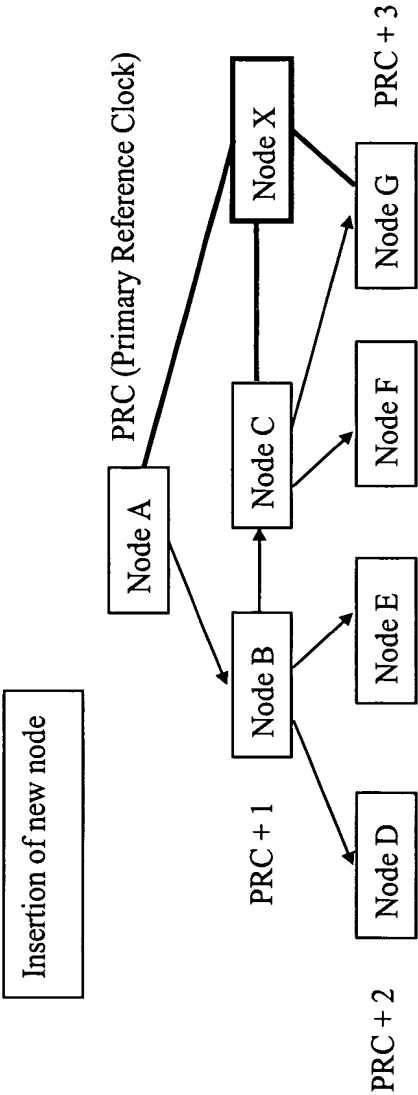 Insertion of new node
PRC (Primary Reference Clock)
Node A
PRC + 1
Node B
Node C
Node X
PRC + 2
Node D
Node E
Node F
Node G
PRC + 3